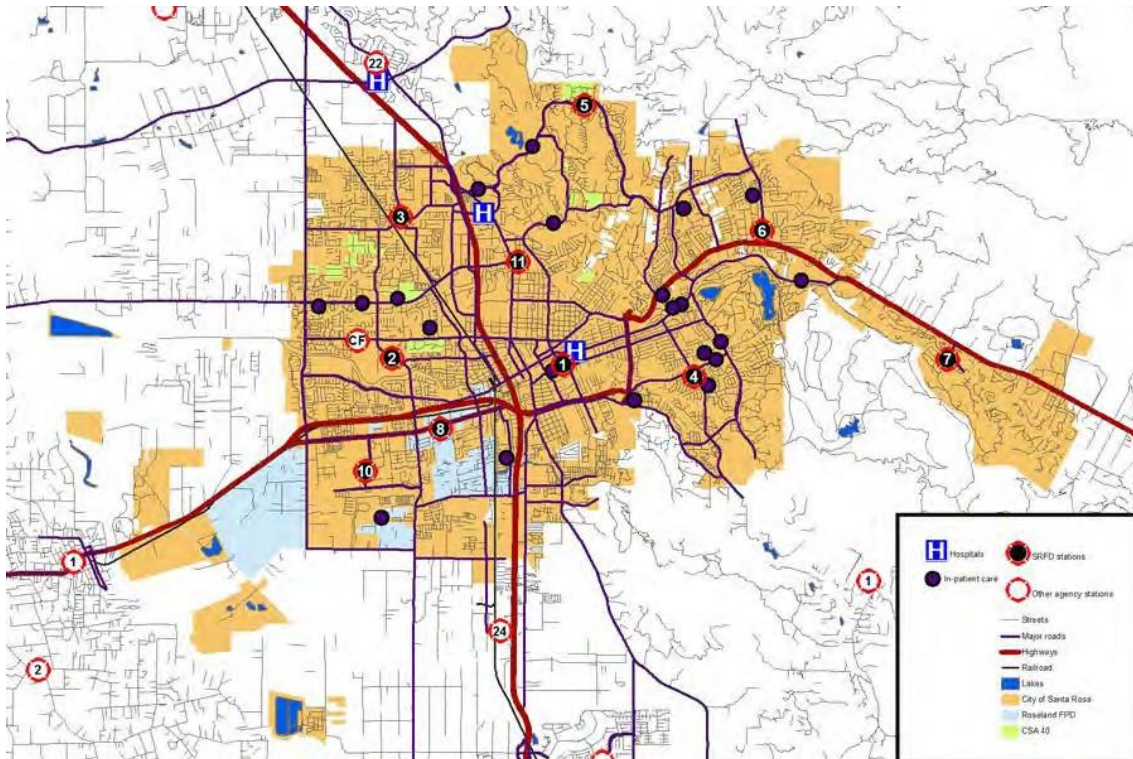 22
H
5
3
H
6
11
CF
2
H
1
7
4
8
10
1
24
1
2
H Hospitals
SRFD stations
In-patient care
Other agency stations
Streets
Major roads
Highways
Railroad
Lakes
City of Santa Rosa
Roseland FPD
CSA 40